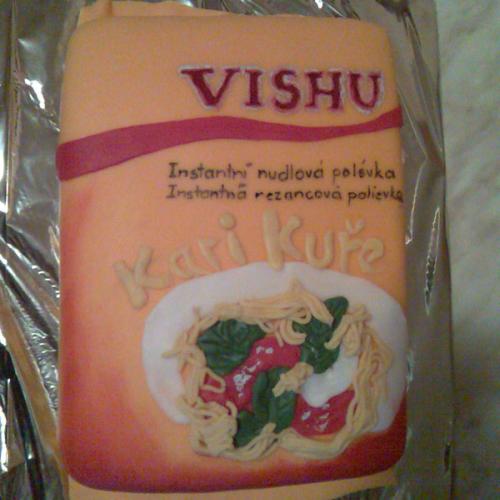 VISHU
Instantní nudlová polévka
Instantná rezancová polievka
Kari Kuře